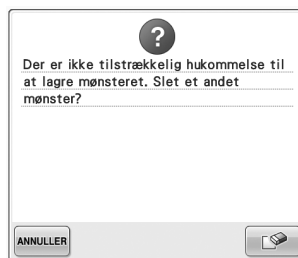 ?
Der er ikke tilstrækkelig hukommelse til
at lagre mønsteret. Slet et andet
mønster?
ANNULLER